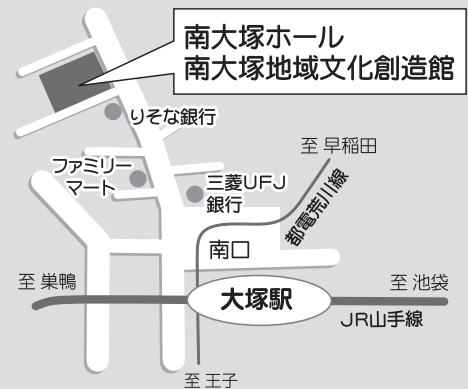 南大塚ホール
南大塚地域文化創造館
りそな銀行
至 早稲田
ファミリー
マート
三菱UFJ
銀行
都電荒川線
南口
至 巣鴨
大塚駅
至 池袋
JR山手線
至 王子